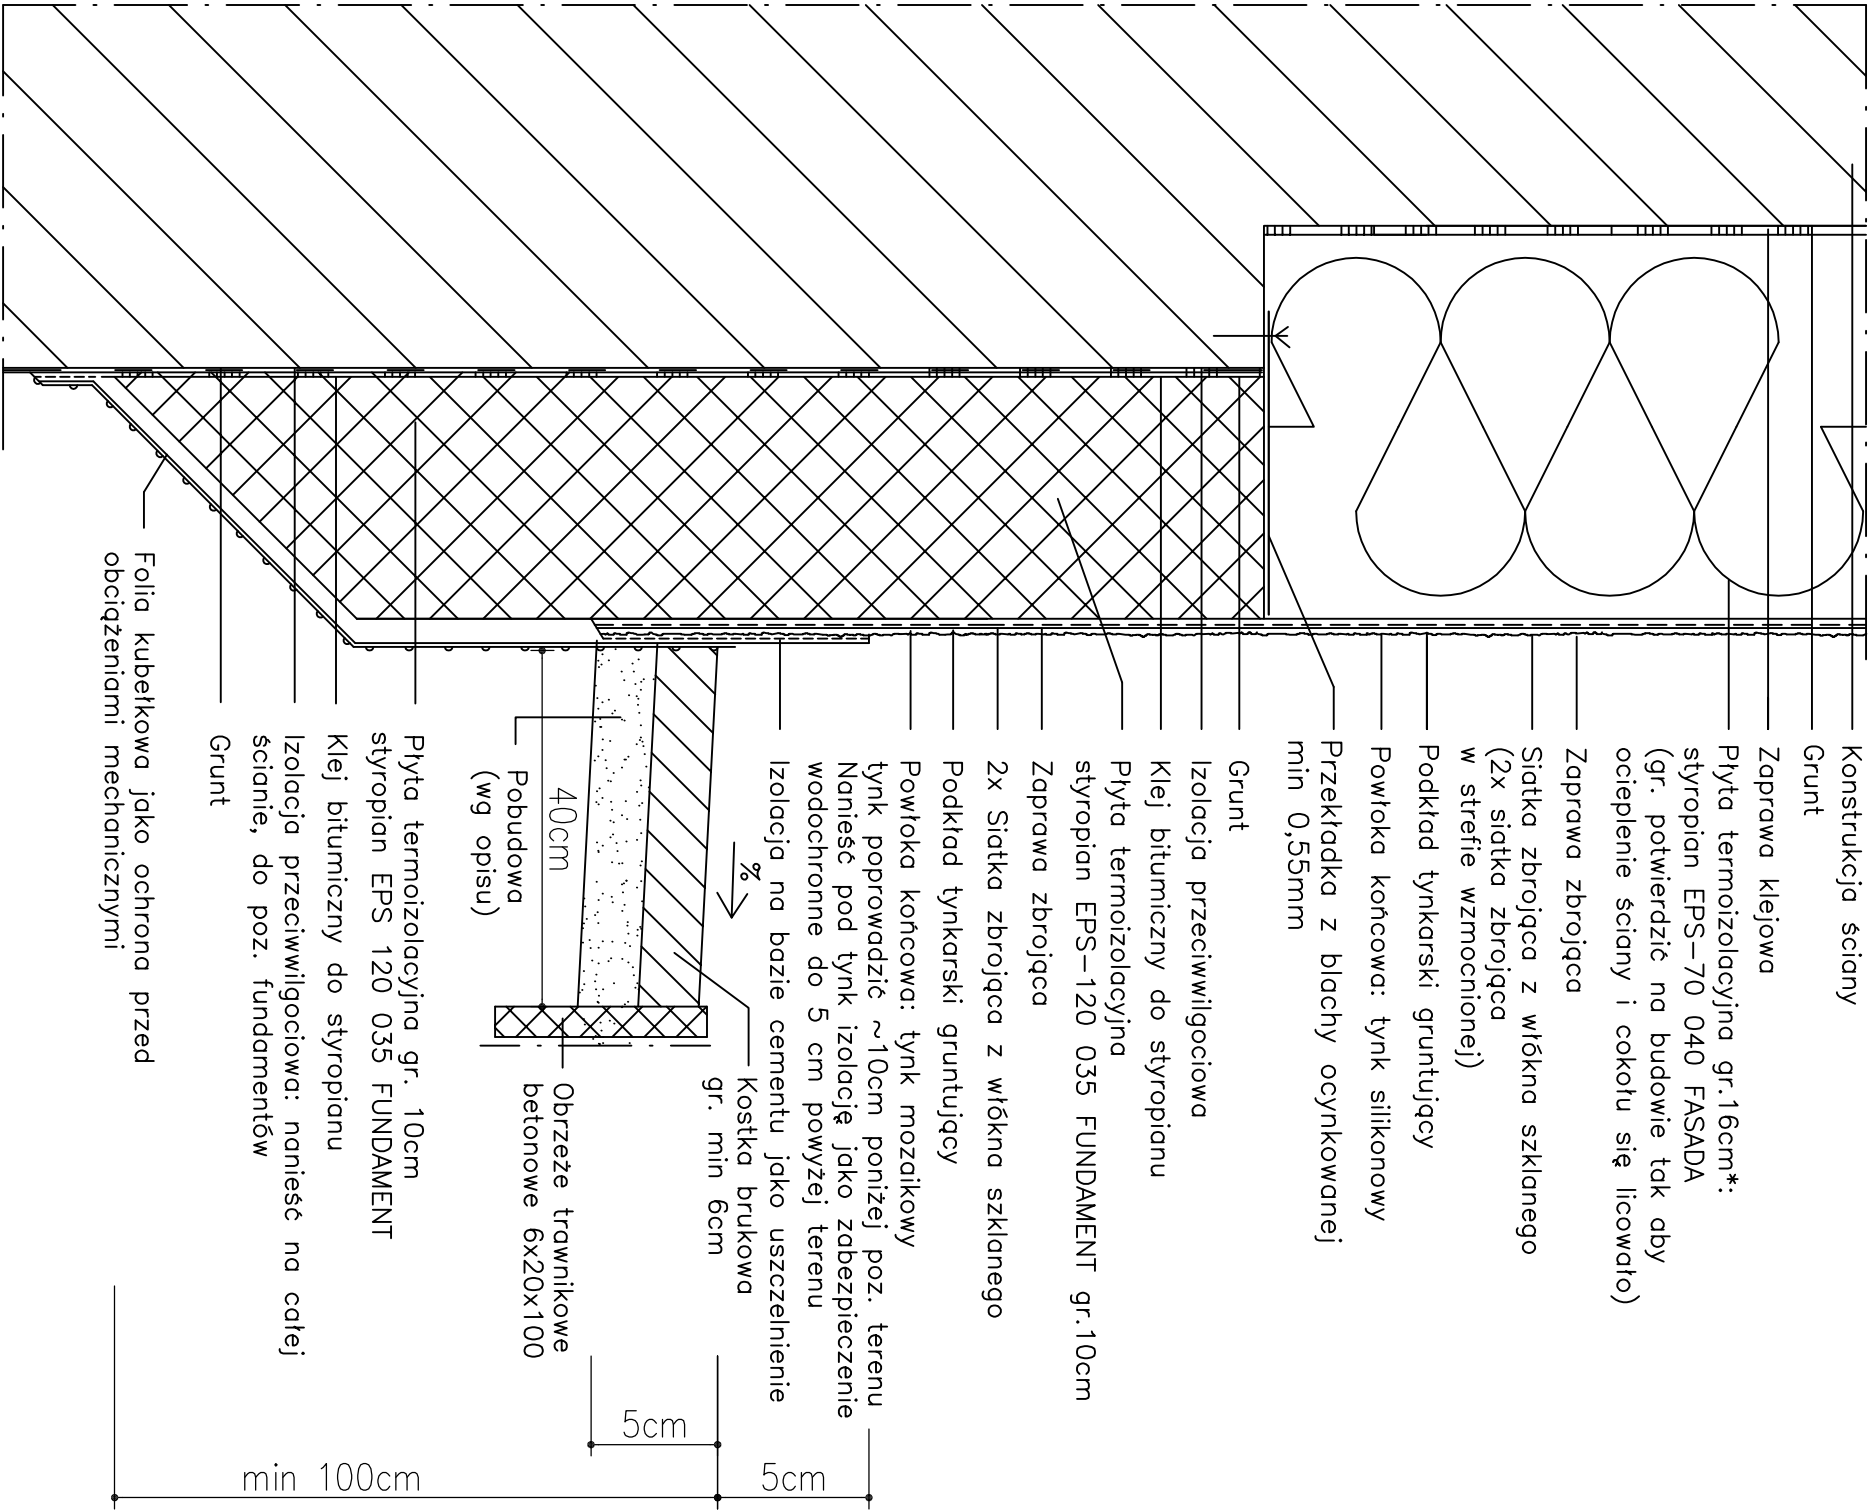 Konstrukcja ściany
Grunt
Zaprawa klejowa
Płyta termoizolacyjna gr.16cm*:
styropian EPS-70 040 FASADA
(gr. potwierdzić na budowie tak aby
ocieplenie ściany i cokołu się licowało)
Zaprawa zbrojąca
Siatka zbrojąca z włókna szklanego
(2x siatka zbrojąca
w strefie wzmocnionej)
Podkład tynkarski gruntujący
Powłoka końcowa: tynk silikonowy
Przekładka z blachy ocynkowanej
min 0,55mm
Grunt
Izolacja przeciwwilgociowa
Klej bitumiczny do styropianu
Płyta termoizolacyjna
styropian EPS-120 035 FUNDAMENT gr.10cm
Zaprawa zbrojąca
2x Siatka zbrojąca z włókna szklanego
Podkład tynkarski gruntujący
Powłoka końcowa: tynk mozaikowy
tynk poprowadzić ~10cm poniżej poz. terenu
Nanieść pod tynk izolację jako zabezpieczenie
wodochronne do 5 cm powyżej terenu
Izolacja na bazie cementu jako uszczelnienie
%
Kostka brukowa
gr. min 6cm
40cm
Obrzeże trawnikowe
betonowe 6x20x100
Pobudowa
(wg opisu)
Płyta termoizolacyjna gr. 10cm
styropian EPS 120 035 FUNDAMENT
Klej bitumiczny do styropianu
Izolacja przeciwwilgociowa: nanieść na całej
ścianie, do poz. fundamentów
Grunt
Folia kubełkowa jako ochrona przed
obciążeniami mechanicznymi
5cm
5cm
min 100cm